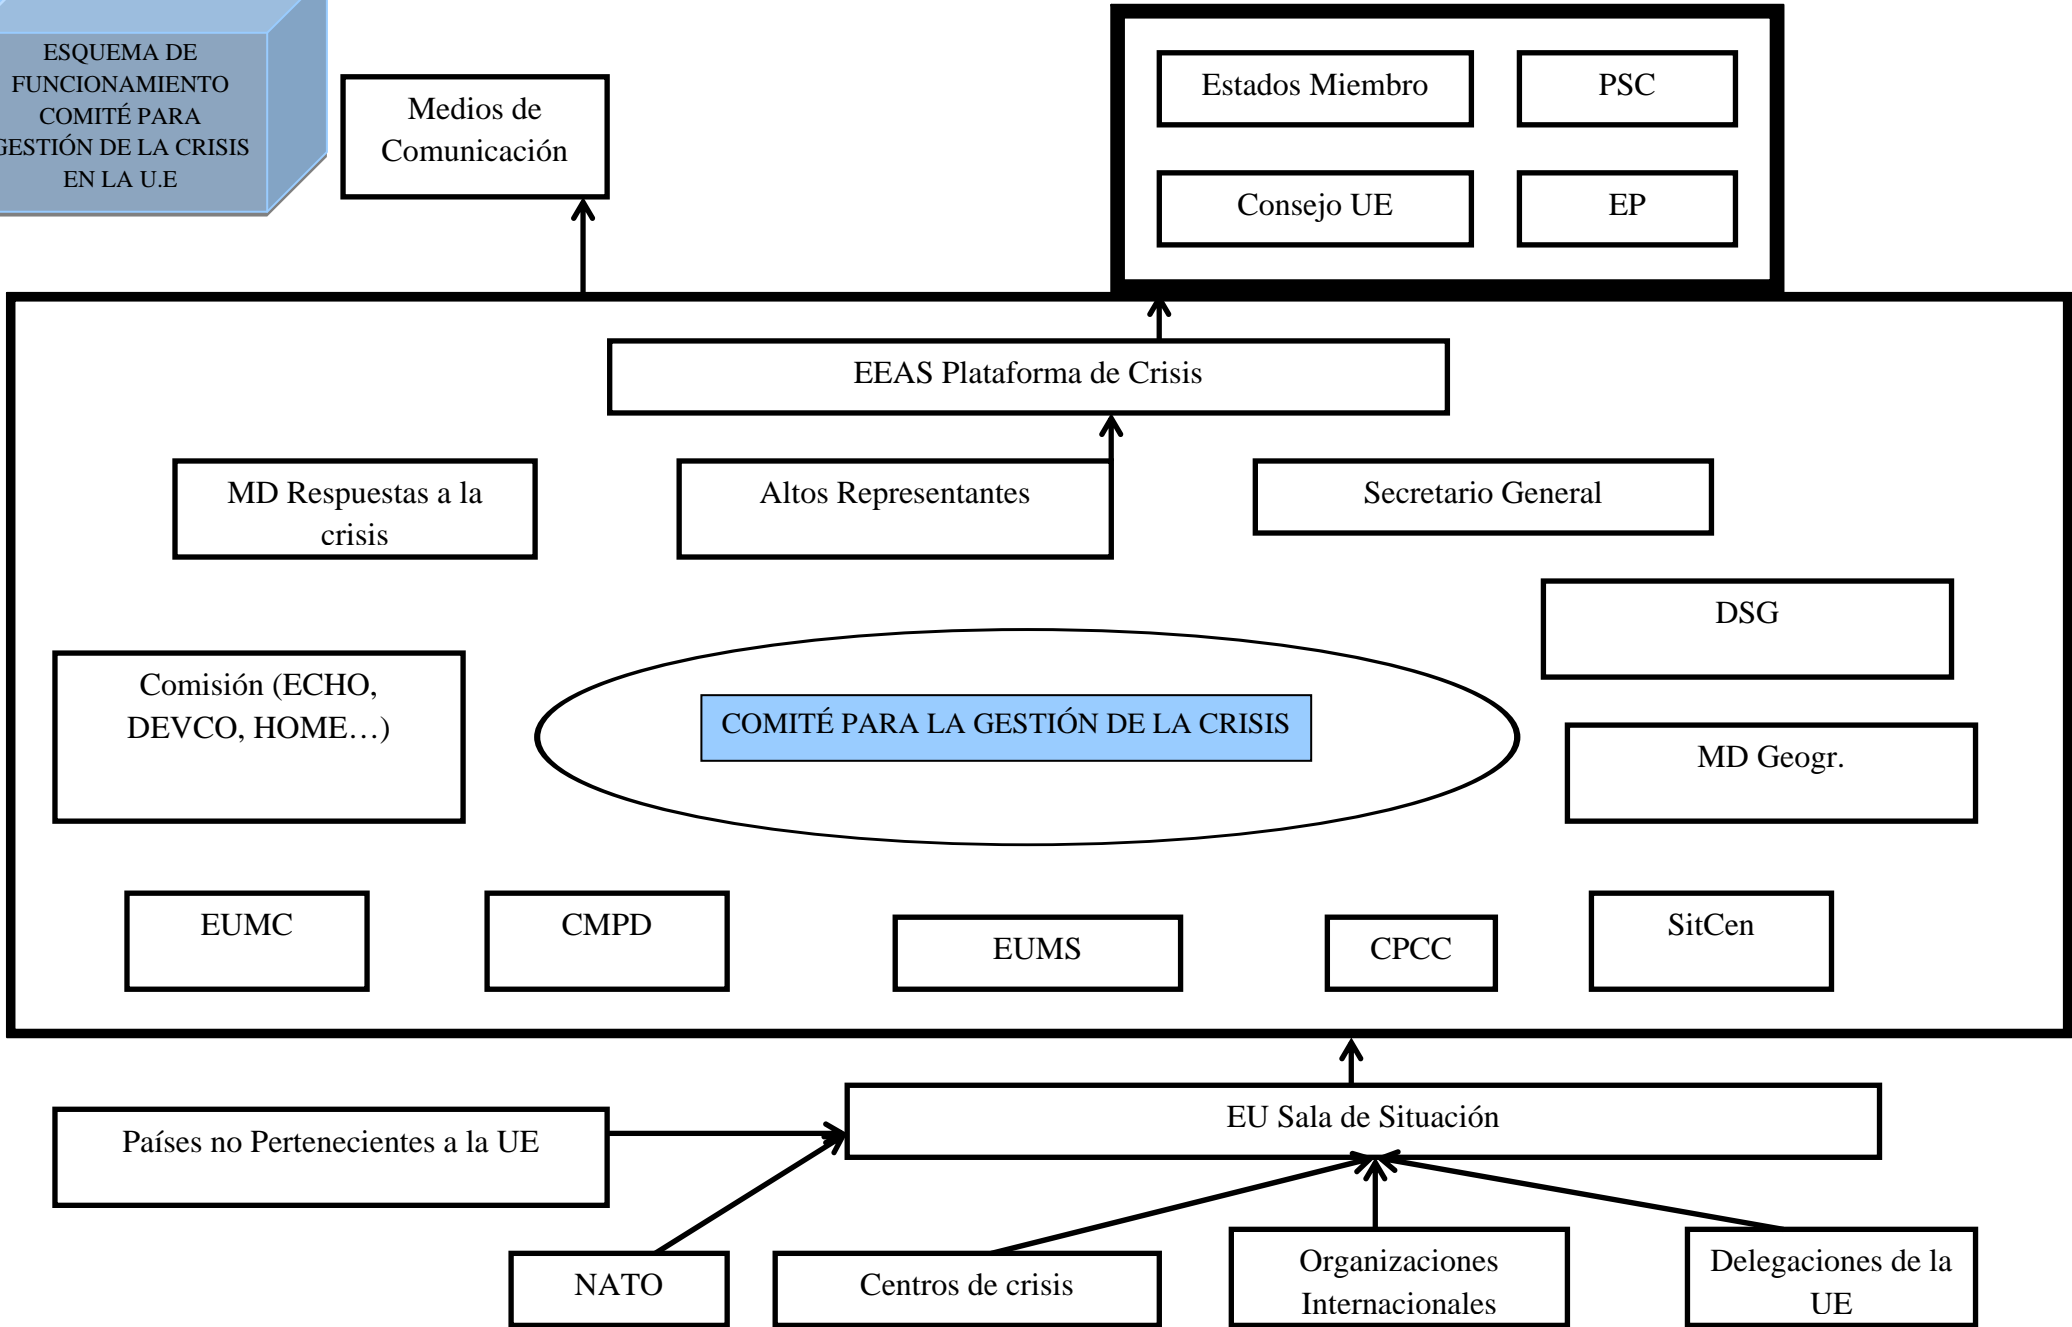 ESQUEMA DE
FUNCIONAMIENTO
COMITÉ PARA
GESTIÓN DE LA CRISIS
EN LA U.E
Medios de
Comunicación
Estados Miembro
PSC
Consejo UE
EP
EEAS Plataforma de Crisis
MD Respuestas a la
crisis
Altos Representantes
Secretario General
DSG
Comisión (ECHO,
DEVCO, HOME…)
COMITÉ PARA LA GESTIÓN DE LA CRISIS
MD Geogr.
EUMC
CMPD
EUMS
CPCC
SitCen
EU Sala de Situación
Países no Pertenecientes a la UE
NATO
Centros de crisis
Organizaciones
Internacionales
Delegaciones de la
UE